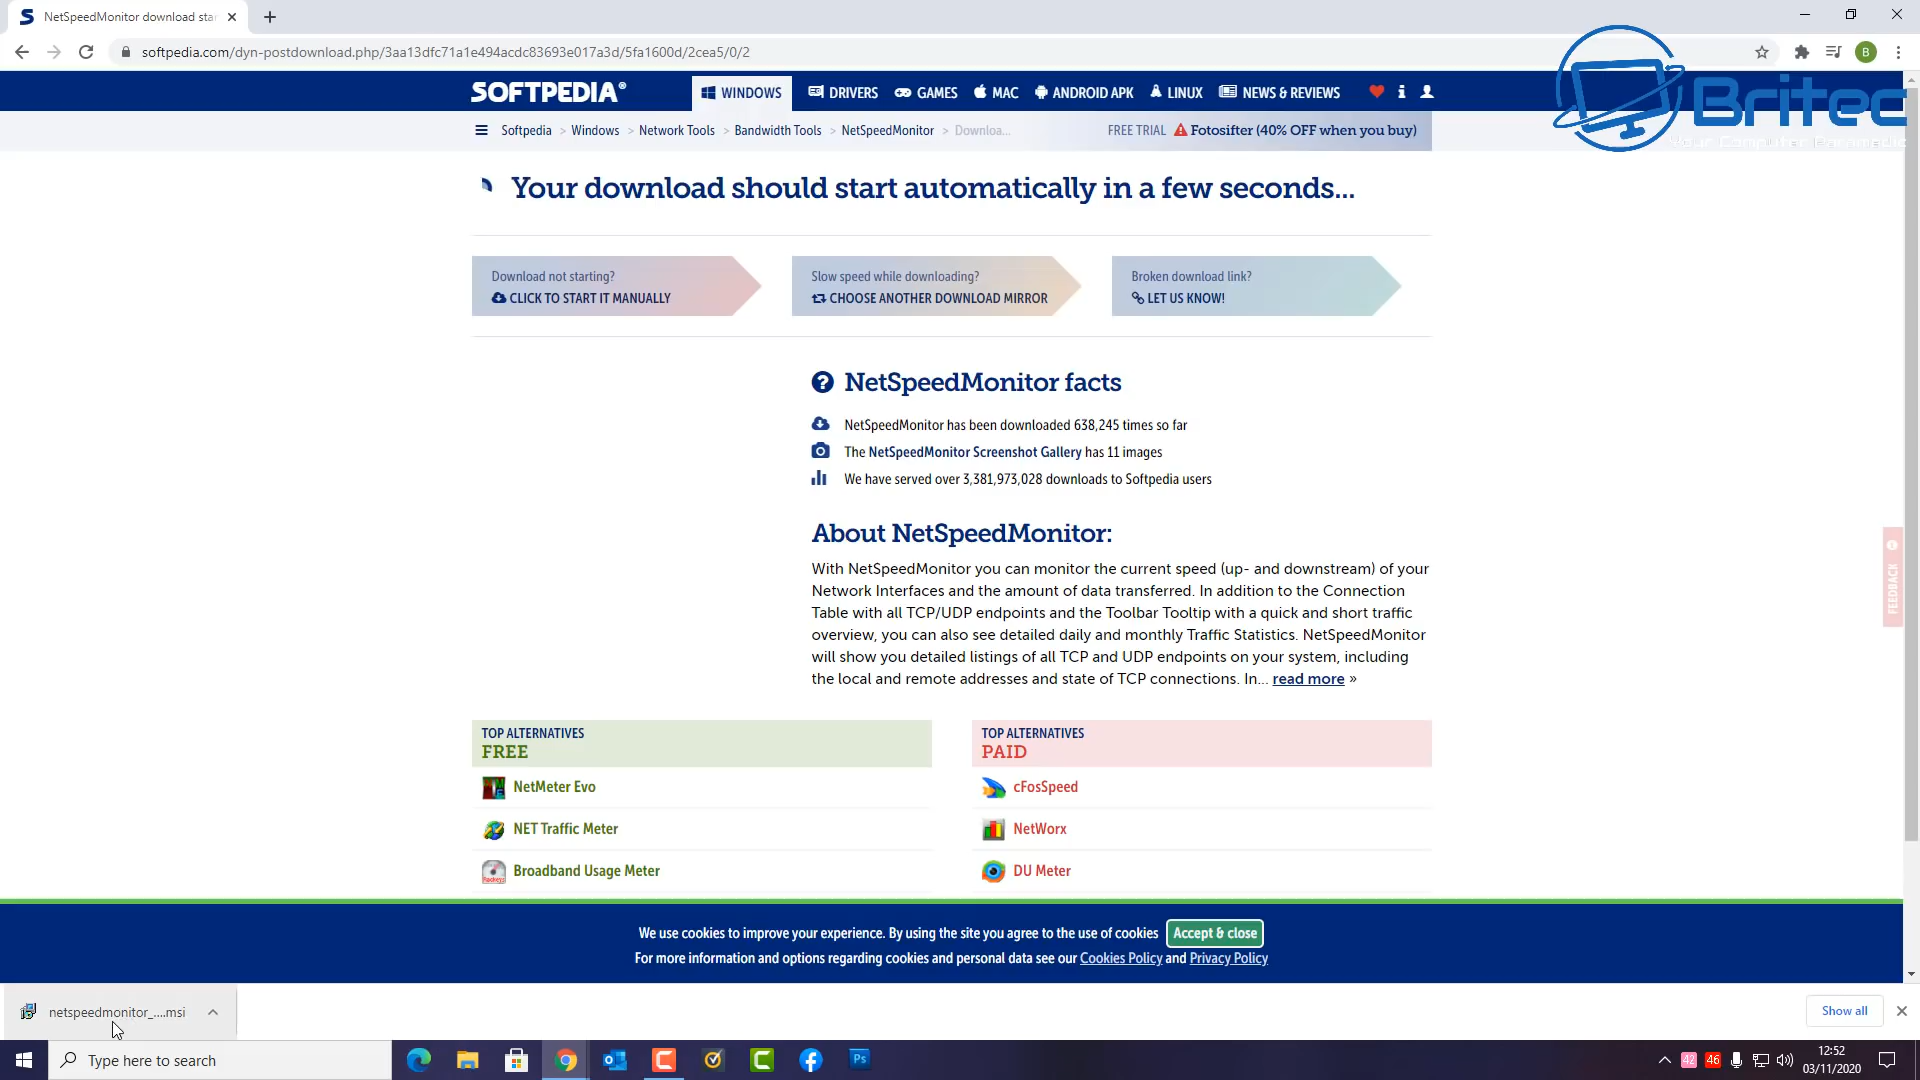 NetSpeedMonitor download star
softpedia.com/dyn-postdownload.php/3aa13dfc71a1e494acdc83693e017a3d/5fa1600d/2cea5/0/2
B
SOFTPEDIA®
WINDOWS
DRIVERS
GAMES
MAC
ANDROID APK
LINUX
NEWS & REVIEWS
Britec
Your Computer Paramedic
Softpedia > Windows > Network Tools > Bandwidth Tools > NetSpeedMonitor > Downloa...
FREE TRIAL Fotosifter (40% OFF when you buy)
Your download should start automatically in a few seconds...
Download not starting?
CLICK TO START IT MANUALLY
Slow speed while downloading?
CHOOSE ANOTHER DOWNLOAD MIRROR
Broken download link?
LET US KNOW!
NetSpeedMonitor facts
NetSpeedMonitor has been downloaded 638,245 times so far
The NetSpeedMonitor Screenshot Gallery has 11 images
We have served over 3,381,973,028 downloads to Softpedia users
About NetSpeedMonitor:
With NetSpeedMonitor you can monitor the current speed (up- and downstream) of your
Network Interfaces and the amount of data transferred. In addition to the Connection
Table with all TCP/UDP endpoints and the Toolbar Tooltip with a quick and short traffic
overview, you can also see detailed daily and monthly Traffic Statistics. NetSpeedMonitor
will show you detailed listings of all TCP and UDP endpoints on your system, including
the local and remote addresses and state of TCP connections. In... read more »
FEEDBACK
TOP ALTERNATIVES
FREE
NetMeter Evo
NET Traffic Meter
Broadband Usage Meter
TOP ALTERNATIVES
PAID
cFosSpeed
NetWorx
DU Meter
We use cookies to improve your experience. By using the site you agree to the use of cookies
Accept & close
For more information and options regarding cookies and personal data see our Cookies Policy and Privacy Policy
netspeedmonitor_....msi
Show all
Type here to search
Ps
42
46
12:52
03/11/2020